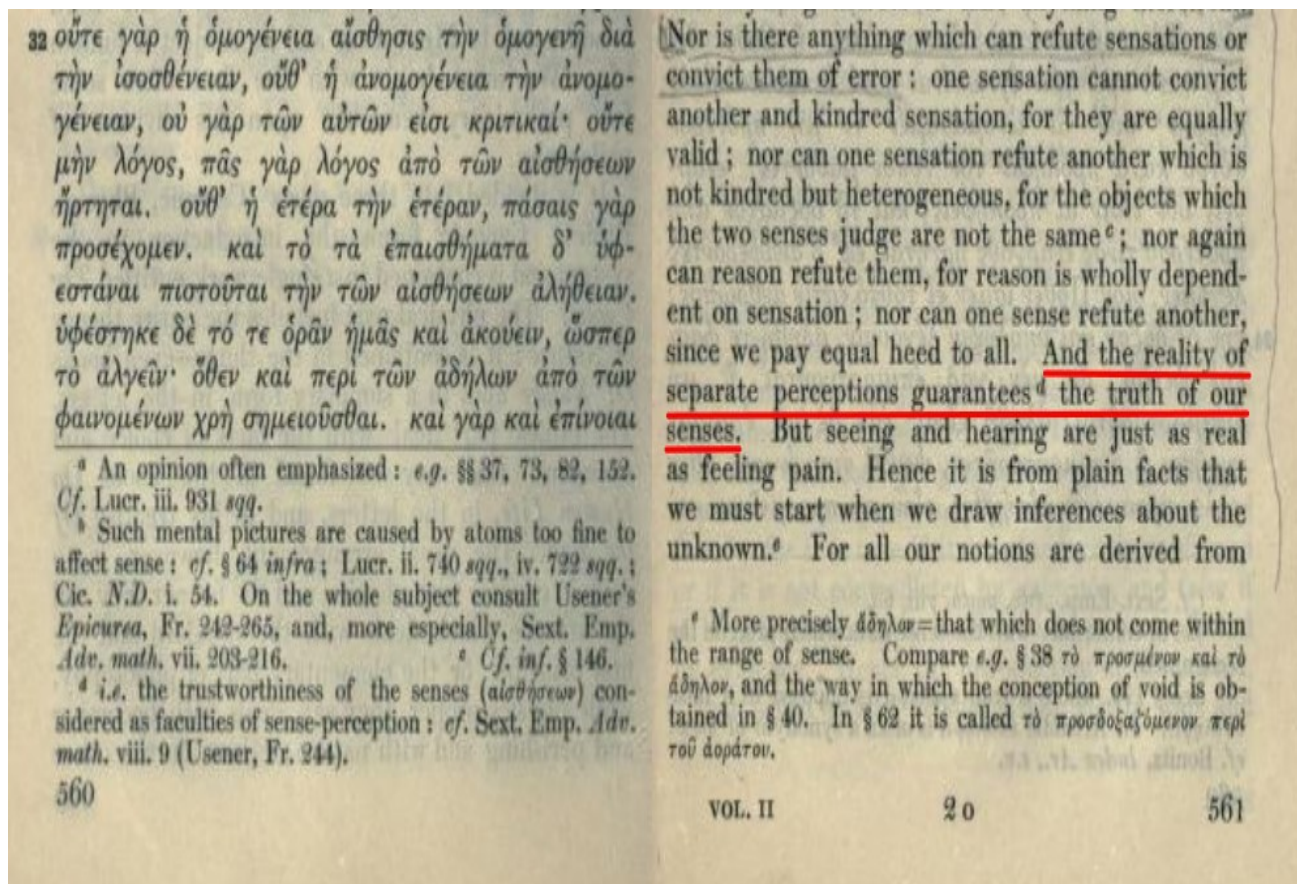 32 οὔτε γὰρ ἡ ὁμογένεια αἴσθησις τὴν ὁμογενῆ διὰ
τὴν ἰσοσθένειαν, οὔθ' ἡ ἀνομογένεια τὴν ἀνομο-
γένειαν, οὐ γὰρ τῶν αὐτῶν εἰσι κριτικαί· οὔτε
μὴν λόγος, πᾶς γὰρ λόγος ἀπὸ τῶν αἰσθήσεων
ἤρτηται. οὔθ' ἡ ἑτέρα τὴν ἑτέραν, πάσαις γὰρ
προσέχομεν. καὶ τὸ τὰ ἐπαισθήματα δ' ὑφ-
εστάναι πιστοῦται τὴν τῶν αἰσθήσεων ἀλήθειαν.
ὑφέστηκε δὲ τό τε ὁρᾶν ἡμᾶς καὶ ἀκούειν, ὥσπερ
τὸ ἀλγεῖν· ὅθεν καὶ περὶ τῶν ἀδήλων ἀπὸ τῶν
φαινομένων χρὴ σημειοῦσθαι. καὶ γὰρ καὶ ἐπίνοιαι
a An opinion often emphasized : e.g. §§ 37, 73, 82, 152.
Cf. Lucr. iii. 931 sqq.
b Such mental pictures are caused by atoms too fine to
affect sense : cf. § 64 infra ; Lucr. ii. 740 sqq., iv. 722 sqq. ;
Cic. N.D. i. 54. On the whole subject consult Usener's
Epicurea, Fr. 242-265, and, more especially, Sext. Emp.
Adv. math. vii. 203-216. c Cf. inf. § 146.
d i.e. the trustworthiness of the senses (αἰσθήσεων) con-
sidered as faculties of sense-perception : cf. Sext. Emp. Adv.
math. viii. 9 (Usener, Fr. 244).
560
Nor is there anything which can refute sensations or
convict them of error : one sensation cannot convict
another and kindred sensation, for they are equally
valid ; nor can one sensation refute another which is
not kindred but heterogeneous, for the objects which
the two senses judge are not the same c ; nor again
can reason refute them, for reason is wholly depend-
ent on sensation ; nor can one sense refute another,
since we pay equal heed to all. And the reality of
separate perceptions guarantees d the truth of our
senses. But seeing and hearing are just as real
as feeling pain. Hence it is from plain facts that
we must start when we draw inferences about the
unknown. e For all our notions are derived from
e More precisely ἄδηλον = that which does not come within
the range of sense. Compare e.g. § 38 τὸ προσμένον καὶ τὸ
ἄδηλον, and the way in which the conception of void is ob-
tained in § 40. In § 62 it is called τὸ προσδοξαζόμενον περὶ
τοῦ ἀοράτου.
VOL. II 2 O 561